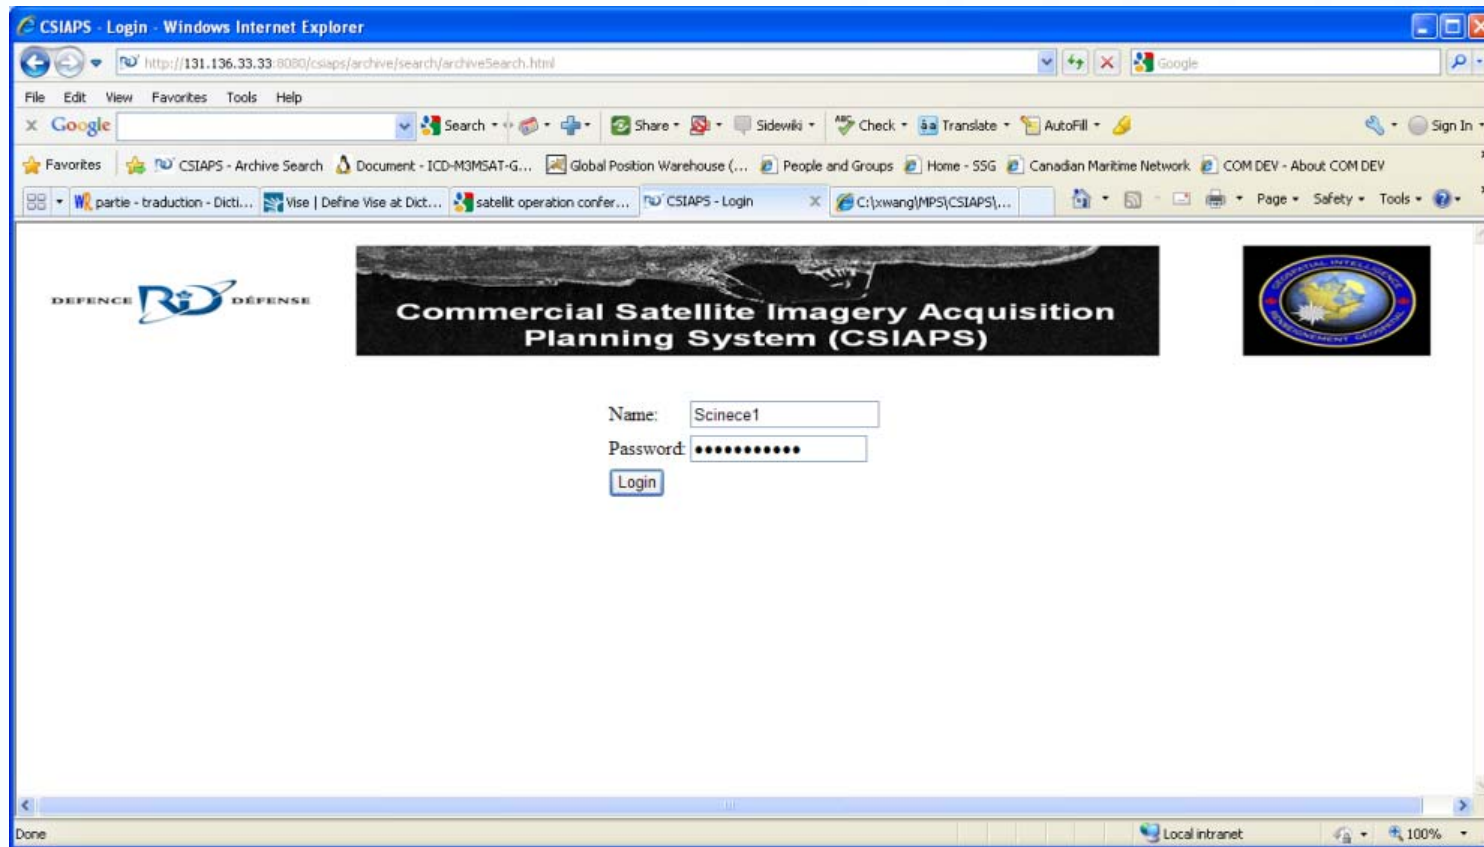 CSIAPS - Login - Windows Internet Explorer
http://131.136.33.33:8080/csiaps/archive/search/archiveSearch.html
Google
File Edit View Favorites Tools Help
x Google Search Share Sidewiki Check Translate AutoFill Sign In
Favorites CSIAPS - Archive Search Document - ICD-M3MSAT-G... Global Position Warehouse (... People and Groups Home - SSG Canadian Maritime Network COM DEV - About COM DEV
partie - traduction - Dicti... Vise | Define Vise at Dict... satellit operation confer... CSIAPS - Login x C:\xwang\MPS\CSIAPS\... Page Safety Tools
DEFENCE R&D DÉFENSE
Commercial Satellite Imagery Acquisition
Planning System (CSIAPS)
GEOSPATIAL INTELLIGENCE
Name: Scinece1
Password: •••••••••••
Login
Done Local intranet 100%